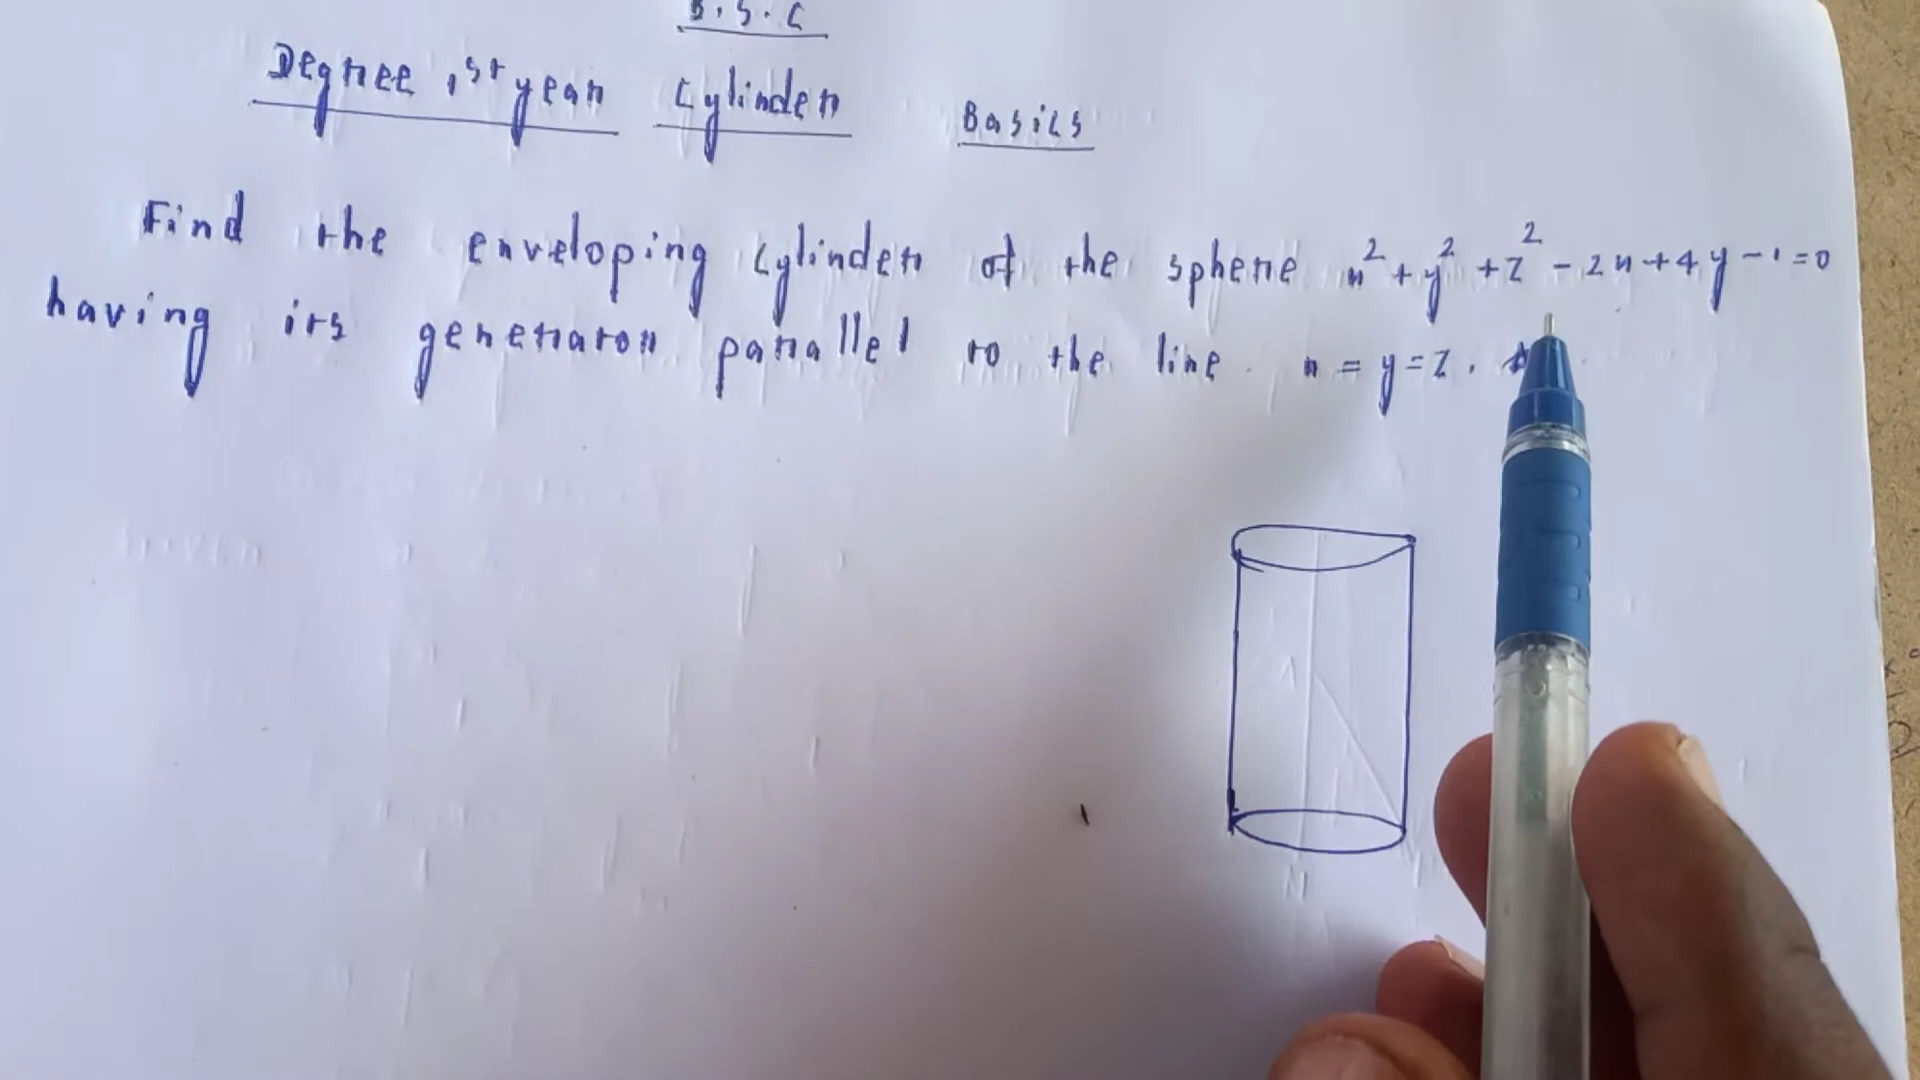 B.S.C
Degree 1st year Cylinder Basics
Find the enveloping cylinder of the sphere x² + y² + z² - 2x + 4y - 1 = 0
having its generator parallel to the line x = y = z.